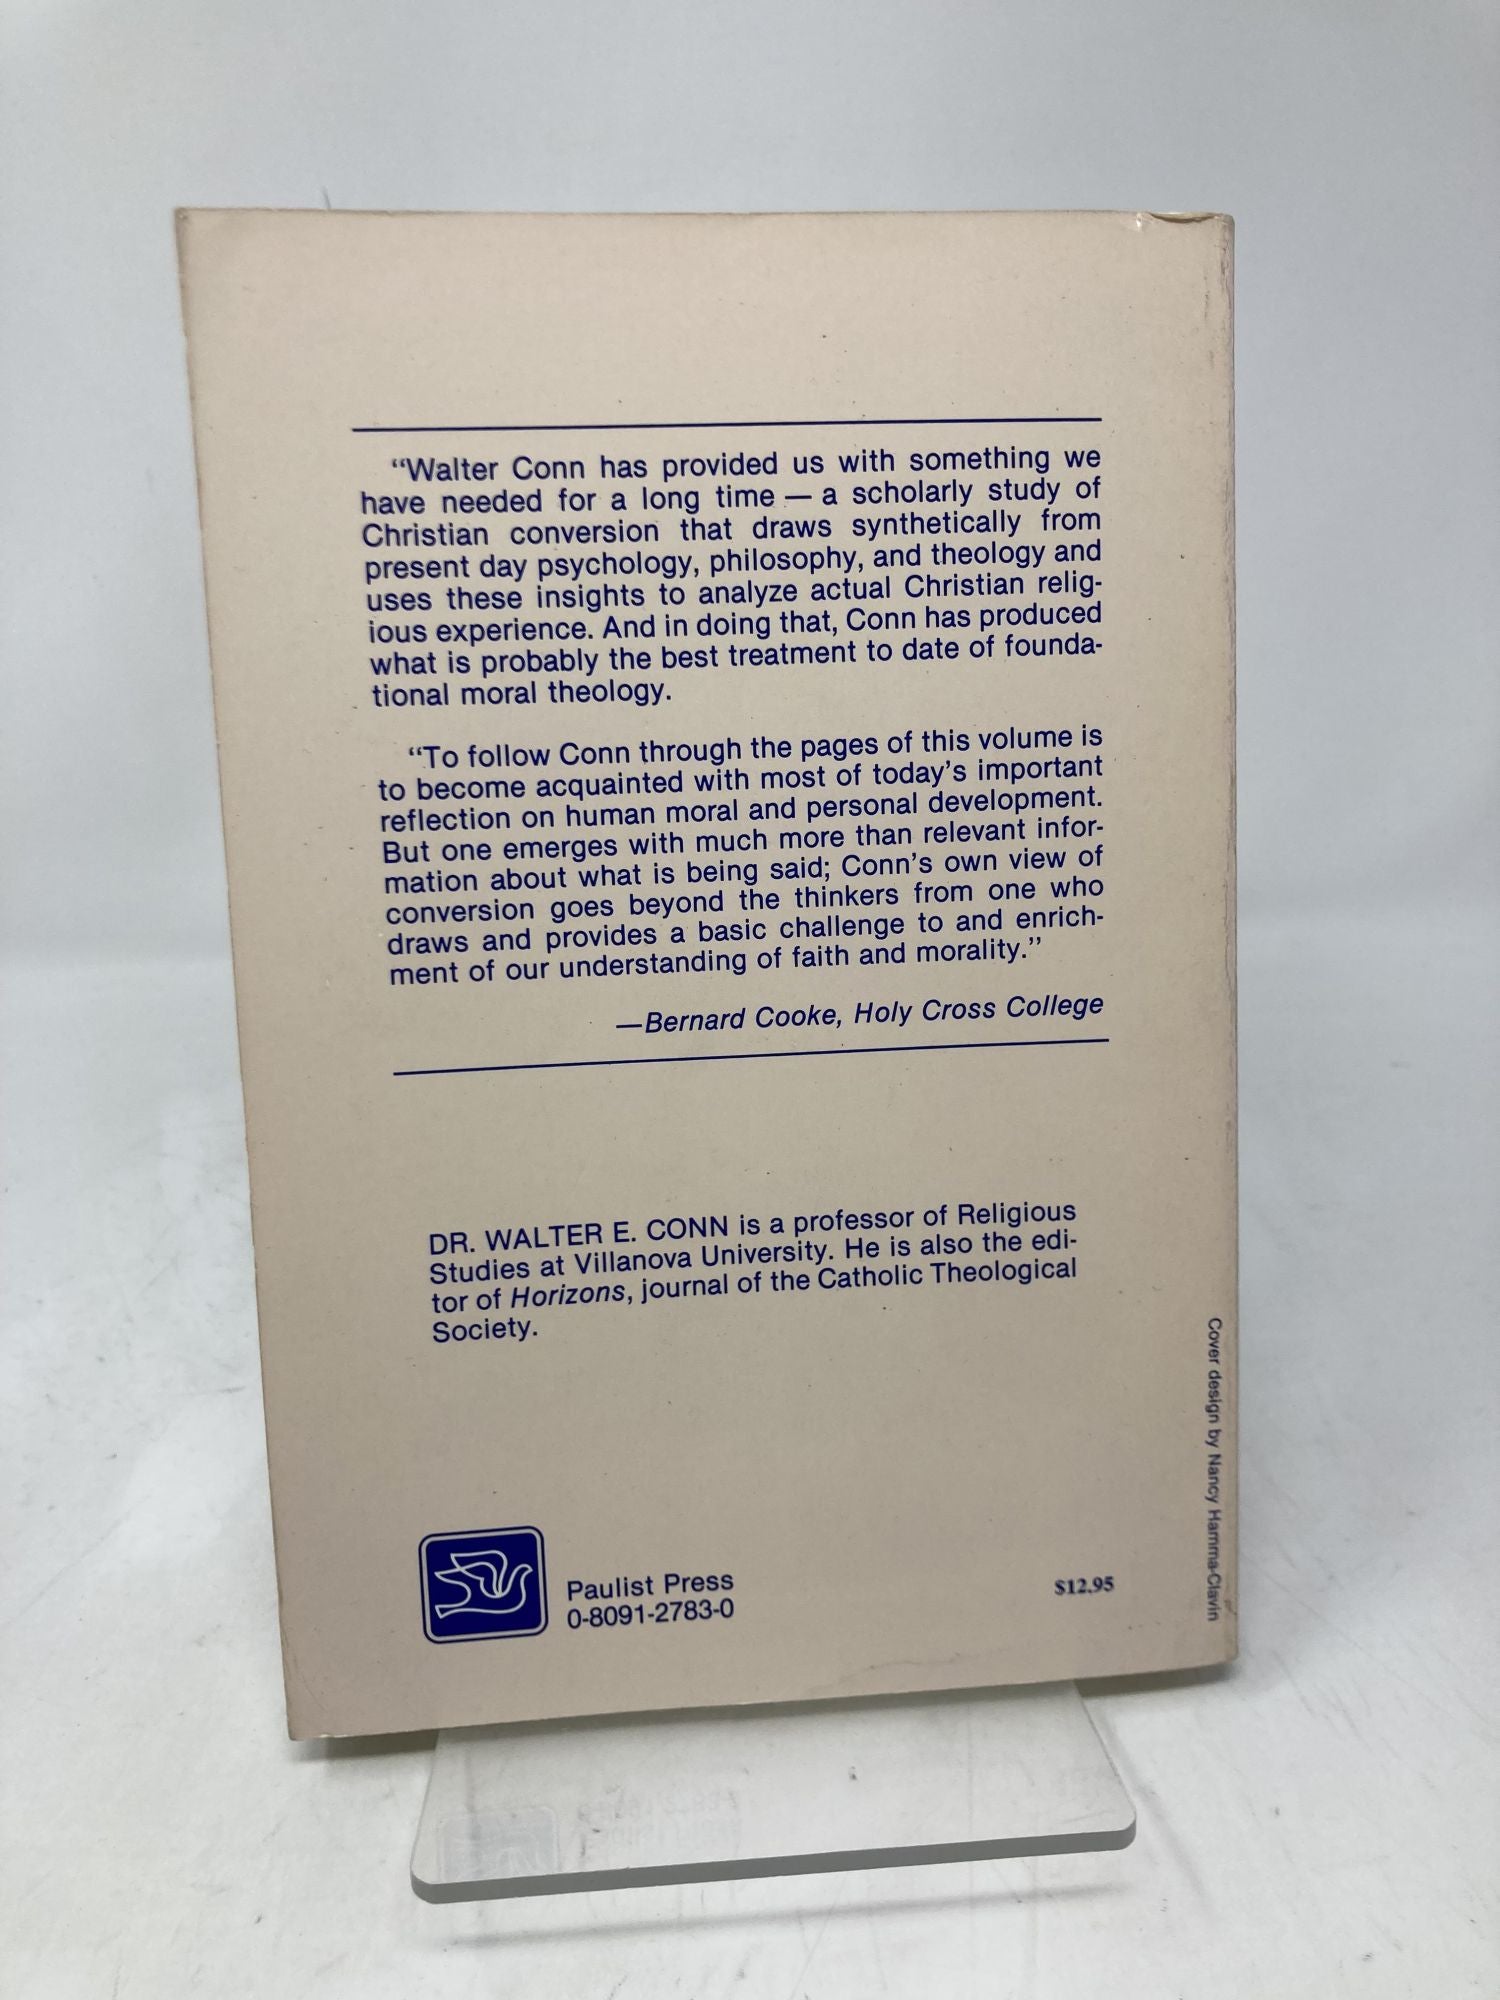 “Walter Conn has provided us with something we
have needed for a long time — a scholarly study of
Christian conversion that draws synthetically from
present day psychology, philosophy, and theology and
uses these insights to analyze actual Christian relig-
ious experience. And in doing that, Conn has produced
what is probably the best treatment to date of founda-
tional moral theology.
“To follow Conn through the pages of this volume is
to become acquainted with most of today’s important
reflection on human moral and personal development.
But one emerges with much more than relevant infor-
mation about what is being said; Conn’s own view of
conversion goes beyond the thinkers from one who
draws and provides a basic challenge to and enrich-
ment of our understanding of faith and morality.”
—Bernard Cooke, Holy Cross College
DR. WALTER E. CONN is a professor of Religious
Studies at Villanova University. He is also the edi-
tor of Horizons, journal of the Catholic Theological
Society.
Cover design by Nancy Hamma-Clavin
Paulist Press
0-8091-2783-0
$12.95